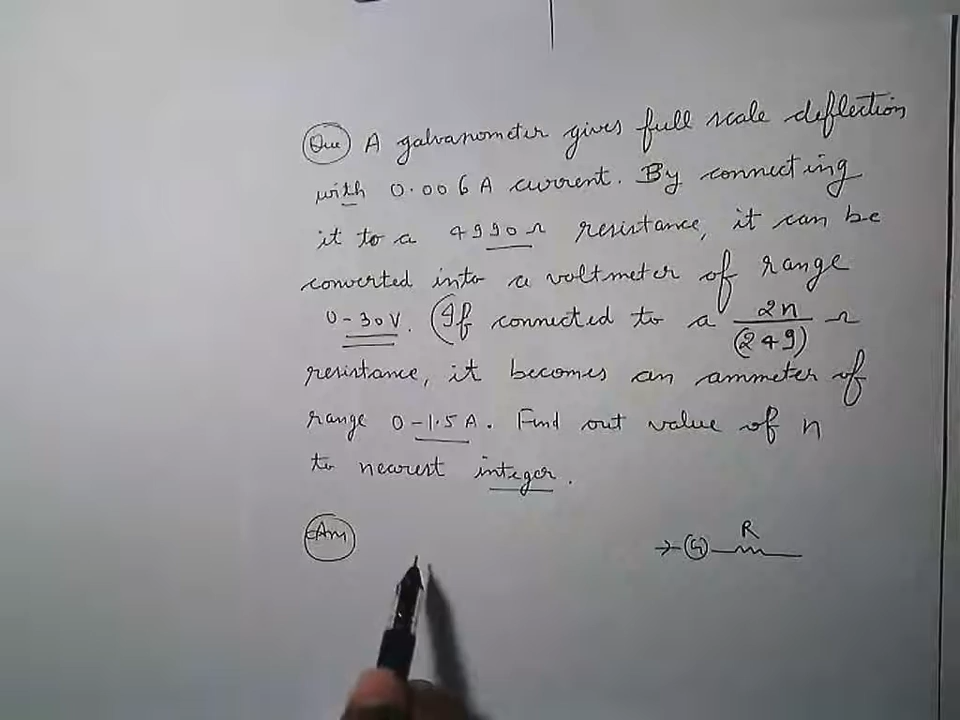 Que A galvanometer gives full scale deflection
with 0.006 A current. By connecting
it to a 4990 Ω resistance, it can be
converted into a voltmeter of range
0-30V. (If connected to a 2n/(249) Ω
resistance, it becomes an ammeter of
range 0-1.5 A. Find out value of n
to nearest integer.
Ans
R
G